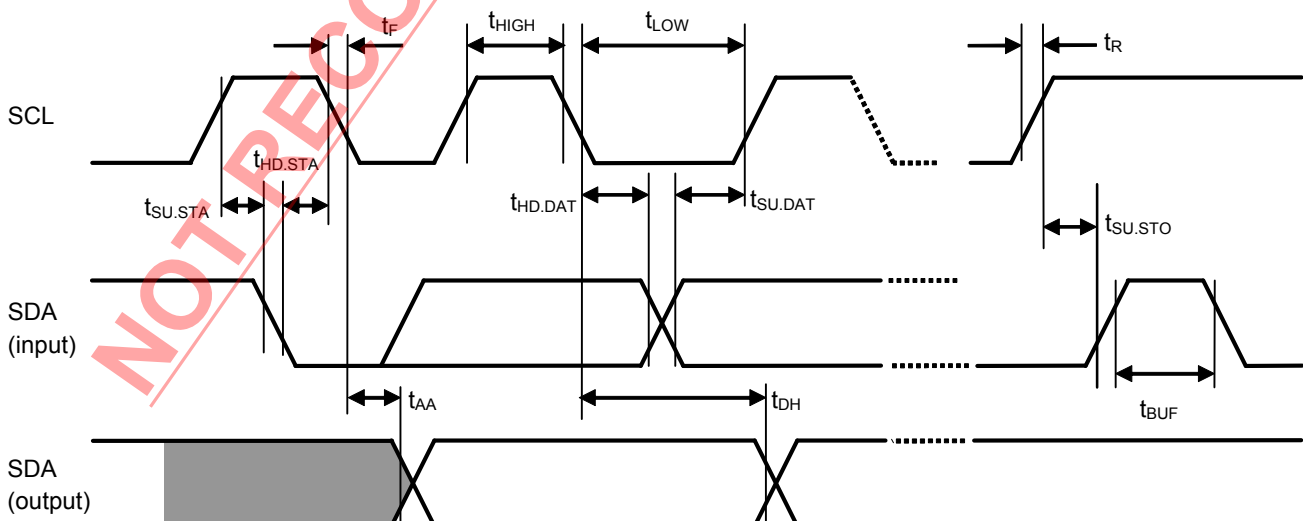 tF
tHIGH
tLOW
tR
SCL
tHD.STA
tSU.STA
tHD.DAT
tSU.DAT
tSU.STO
SDA
(input)
tAA
tDH
tBUF
SDA
(output)
NOT RECO